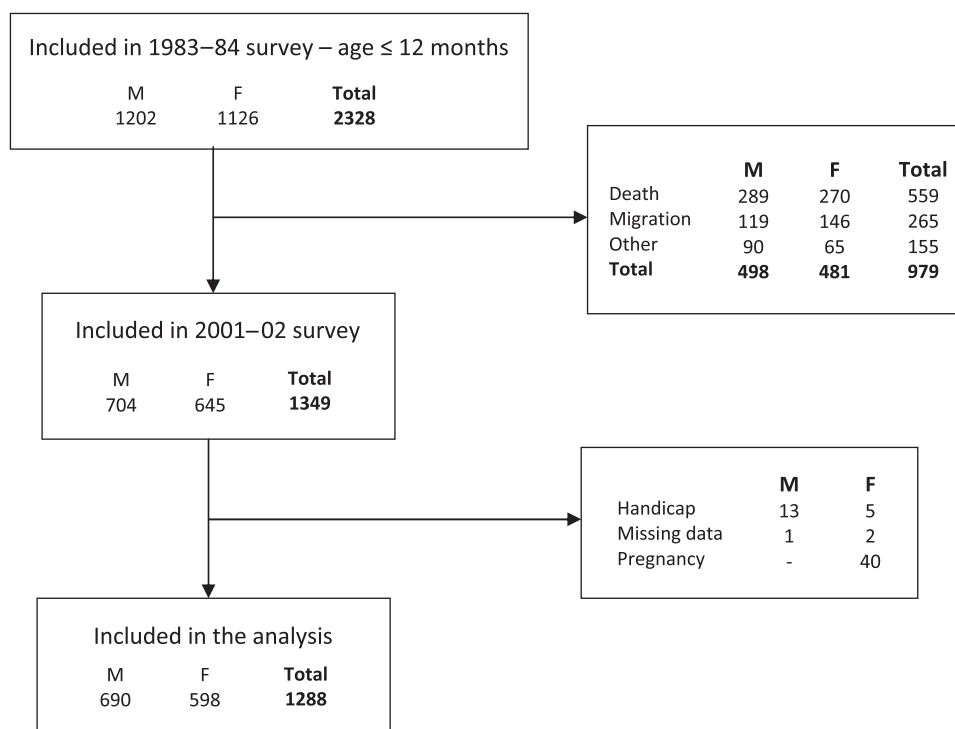 Included in 1983–84 survey – age ≤ 12 months
M F Total
1202 1126 2328
M F Total
Death 289 270 559
Migration 119 146 265
Other 90 65 155
Total 498 481 979
Included in 2001–02 survey
M F Total
704 645 1349
M F
Handicap 13 5
Missing data 1 2
Pregnancy - 40
Included in the analysis
M F Total
690 598 1288